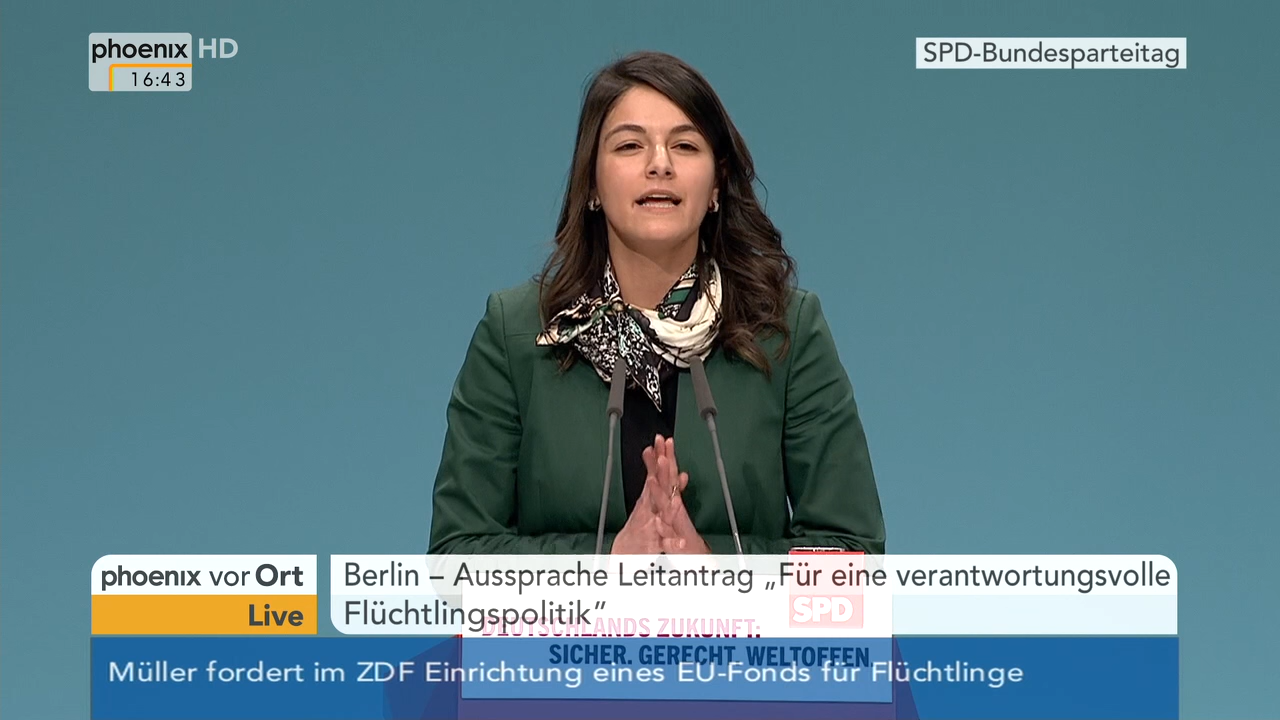 phoenix HD
16:43
SPD-Bundesparteitag
phoenix vor Ort
Live
Berlin – Aussprache Leitantrag „Für eine verantwortungsvolle
Flüchtlingspolitik”
SPD
DEUTSCHLANDS ZUKUNFT:
SICHER. GERECHT. WELTOFFEN.
Müller fordert im ZDF Einrichtung eines EU-Fonds für Flüchtlinge